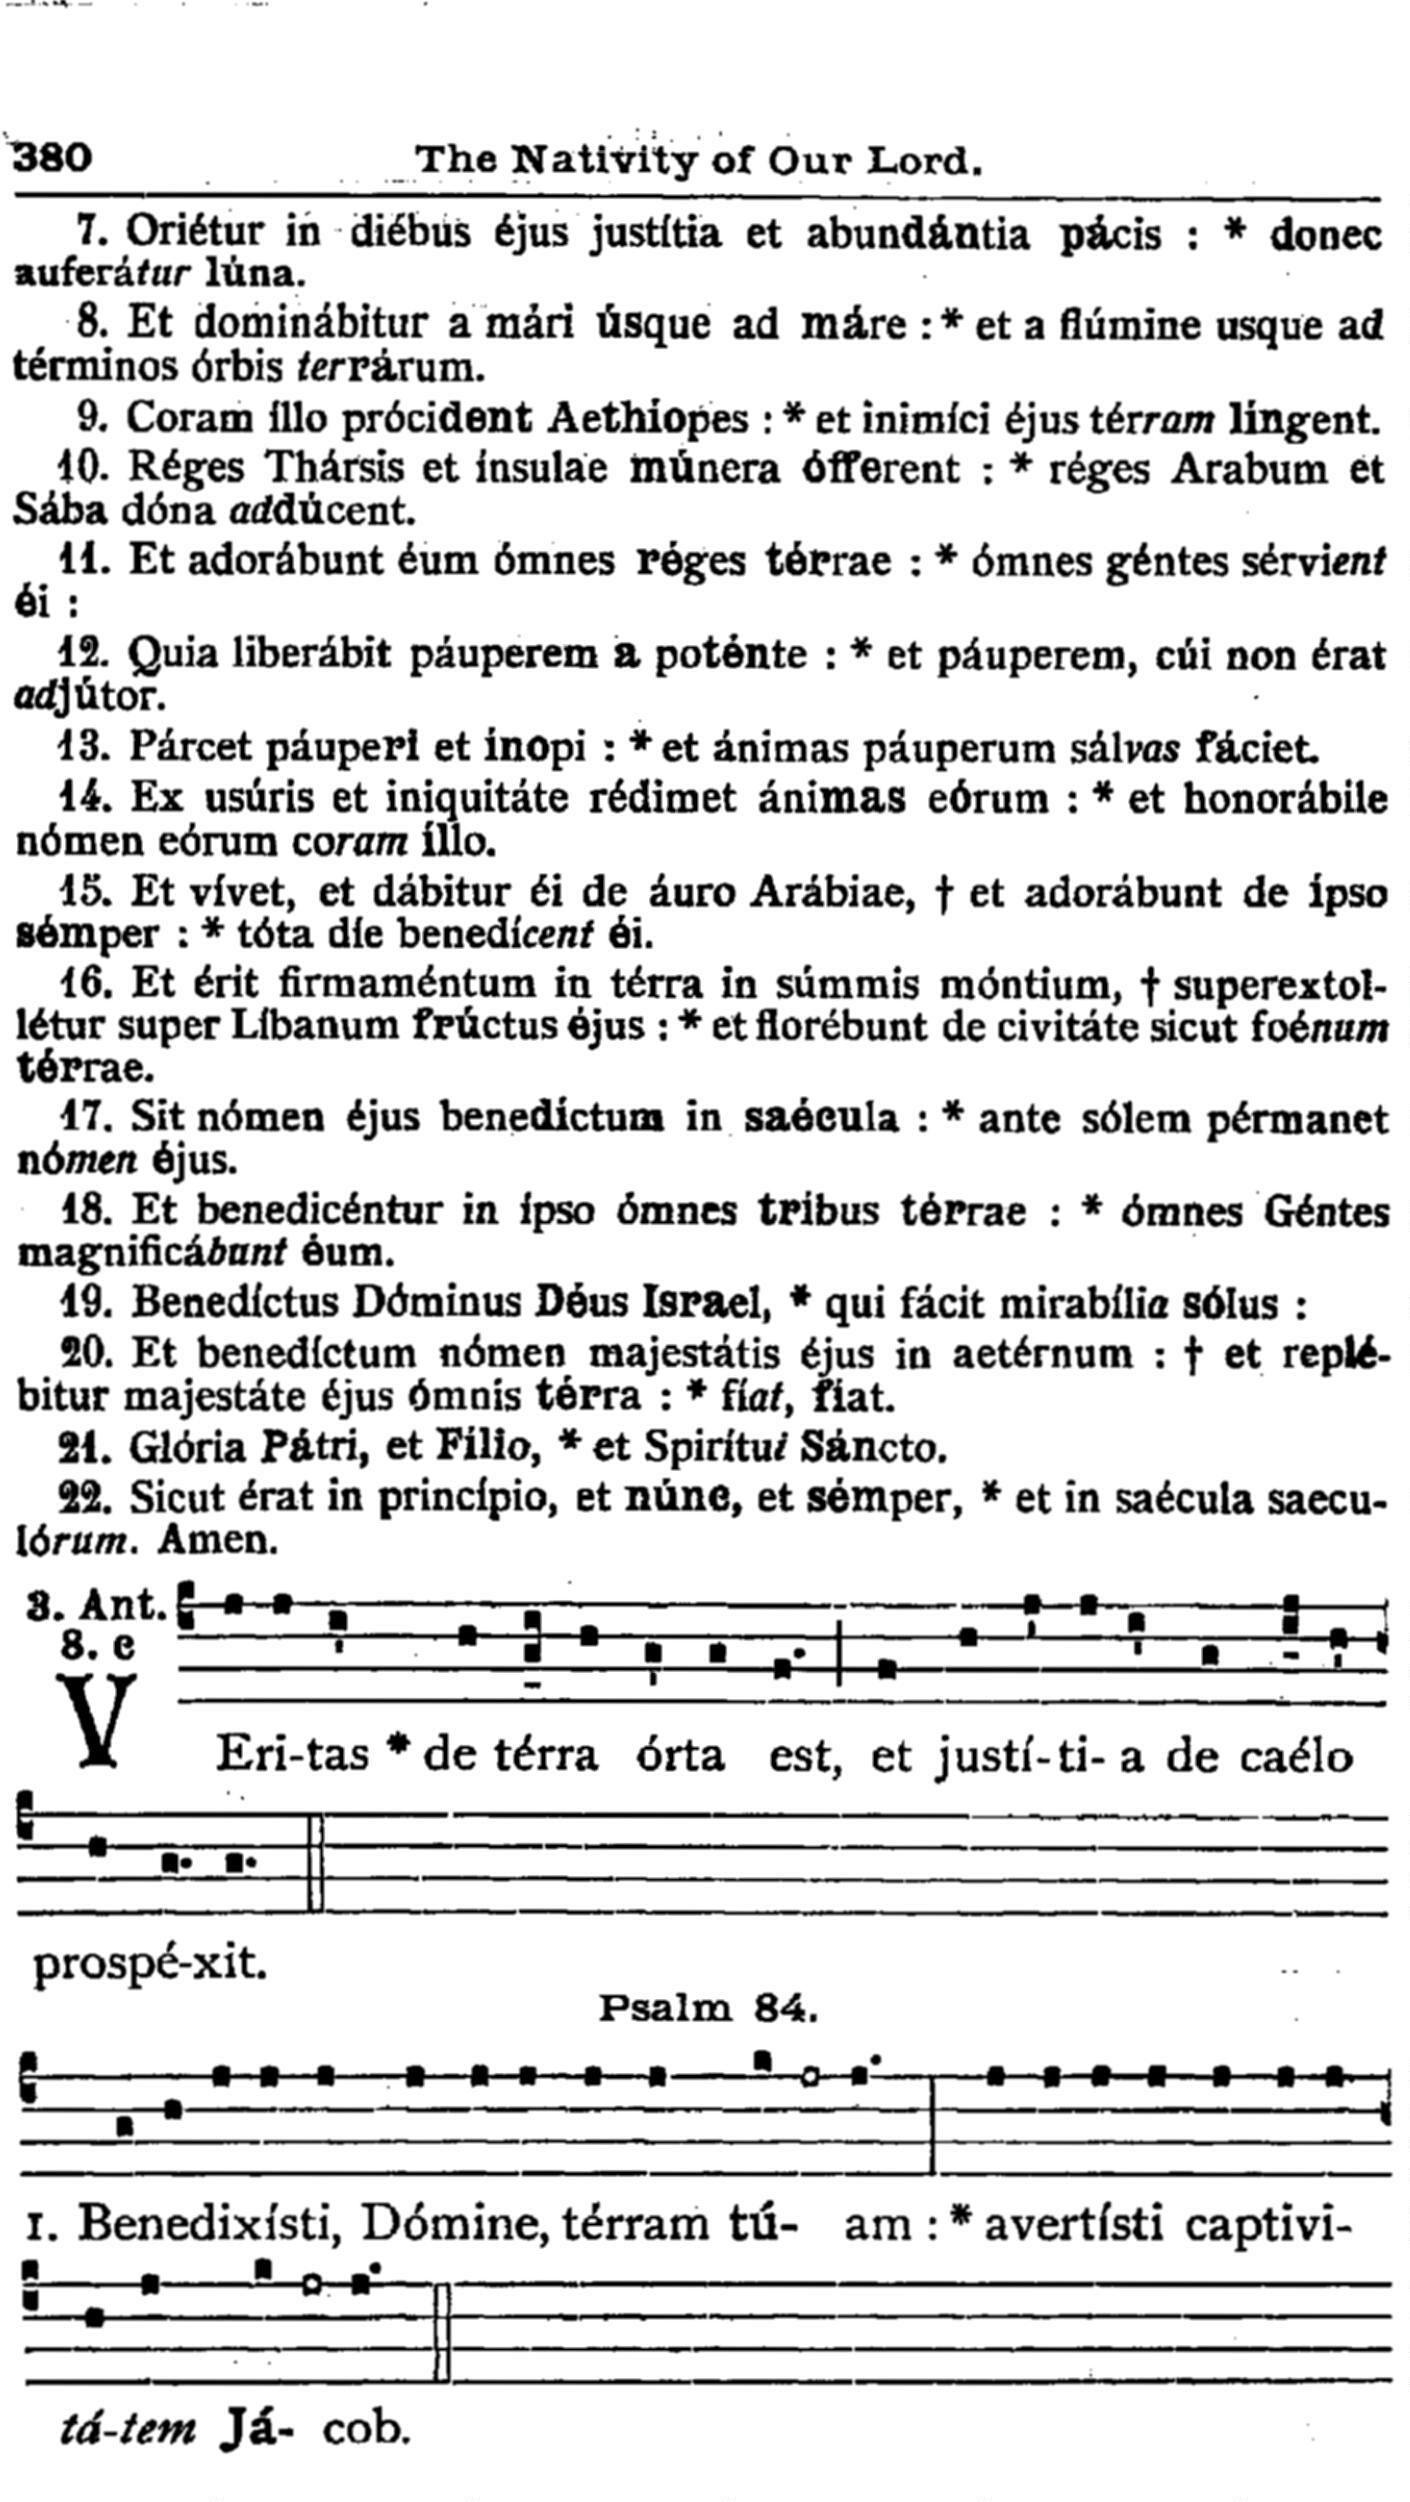 380 The Nativity of Our Lord.
7. Oriétur in diébus éjus justítia et abundántia pácis : * donec
auferátur lúna.
8. Et dominábitur a mári úsque ad máre : * et a flúmine usque ad
términos órbis terrárum.
9. Coram íllo prócident Aethíopes : * et inimíci éjus térram língent.
10. Réges Thársis et ínsulae múnera ófferent : * réges Arabum et
Sába dóna addúcent.
11. Et adorábunt éum ómnes réges térrae : * ómnes géntes sérvient
éi :
12. Quia liberábit páuperem a poténte : * et páuperem, cúi non érat
adjútor.
13. Párcet páuperi et ínopi : * et ánimas páuperum sálvas fáciet.
14. Ex usúris et iniquitáte rédimet ánimas eórum : * et honorábile
nómen eórum coram íllo.
15. Et vívet, et dábitur éi de áuro Arábiae, † et adorábunt de ípso
sémper : * tóta díe benedícent éi.
16. Et érit firmaméntum in térra in súmmis móntium, † superextol-
létur super Líbanum frúctus éjus : * et florébunt de civitáte sicut foénum
térrae.
17. Sit nómen éjus benedíctum in saécula : * ante sólem pérmanet
nómen éjus.
18. Et benedicéntur in ípso ómnes tríbus térrae : * ómnes Géntes
magnificábunt éum.
19. Benedíctus Dóminus Déus Israel, * qui fácit mirabília sólus :
20. Et benedíctum nómen majestátis éjus in aetérnum : † et replé-
bitur majestáte éjus ómnis térra : * fíat, fíat.
21. Glória Pátri, et Fílio, * et Spirítui Sáncto.
22. Sicut érat in princípio, et núnc, et sémper, * et in saécula saecu-
lórum. Amen.
3. Ant.
8. c
VEri-tas * de térra órta est, et justí-ti- a de caélo
prospé-xit.
Psalm 84.
1. Benedixísti, Dómine, térram tú- am : * avertísti captivi-
tá-tem Já- cob.